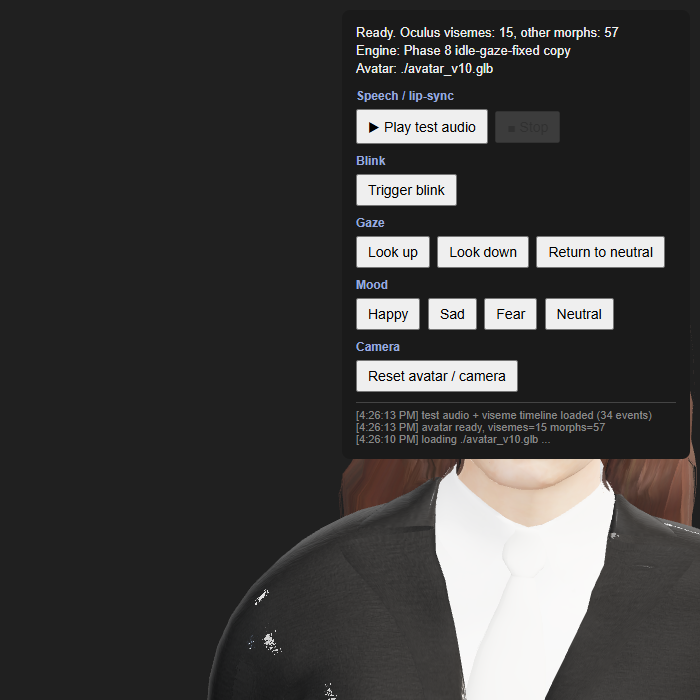 Ready. Oculus visemes: 15, other morphs: 57
Engine: Phase 8 idle-gaze-fixed copy
Avatar: ./avatar_v10.glb
Speech / lip-sync
▶ Play test audio ■ Stop
Blink
Trigger blink
Gaze
Look up Look down Return to neutral
Mood
Happy Sad Fear Neutral
Camera
Reset avatar / camera
[4:26:13 PM] test audio + viseme timeline loaded (34 events)
[4:26:13 PM] avatar ready, visemes=15 morphs=57
[4:26:10 PM] loading ./avatar_v10.glb ...